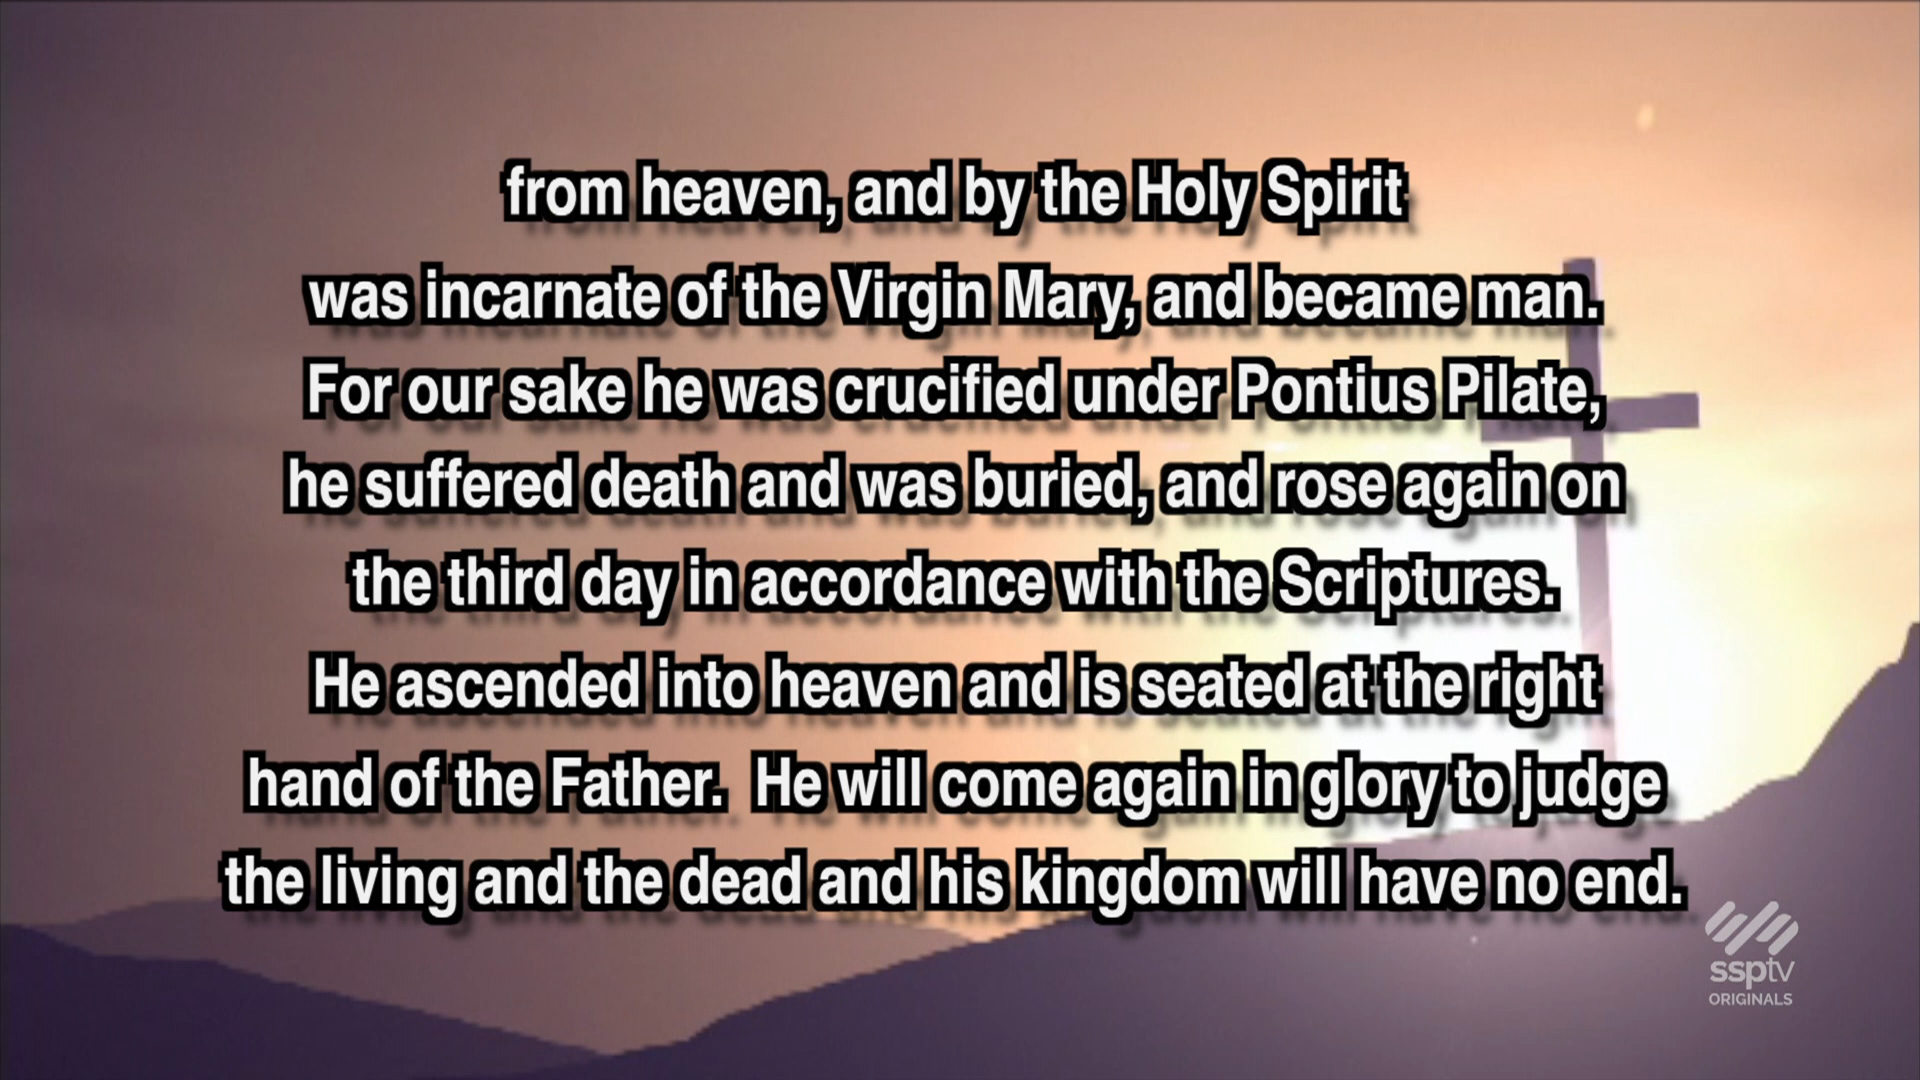 from heaven, and by the Holy Spirit
was incarnate of the Virgin Mary, and became man.
For our sake he was crucified under Pontius Pilate,
he suffered death and was buried, and rose again on
the third day in accordance with the Scriptures.
He ascended into heaven and is seated at the right
hand of the Father.  He will come again in glory to judge
the living and the dead and his kingdom will have no end.
ssptv
ORIGINALS